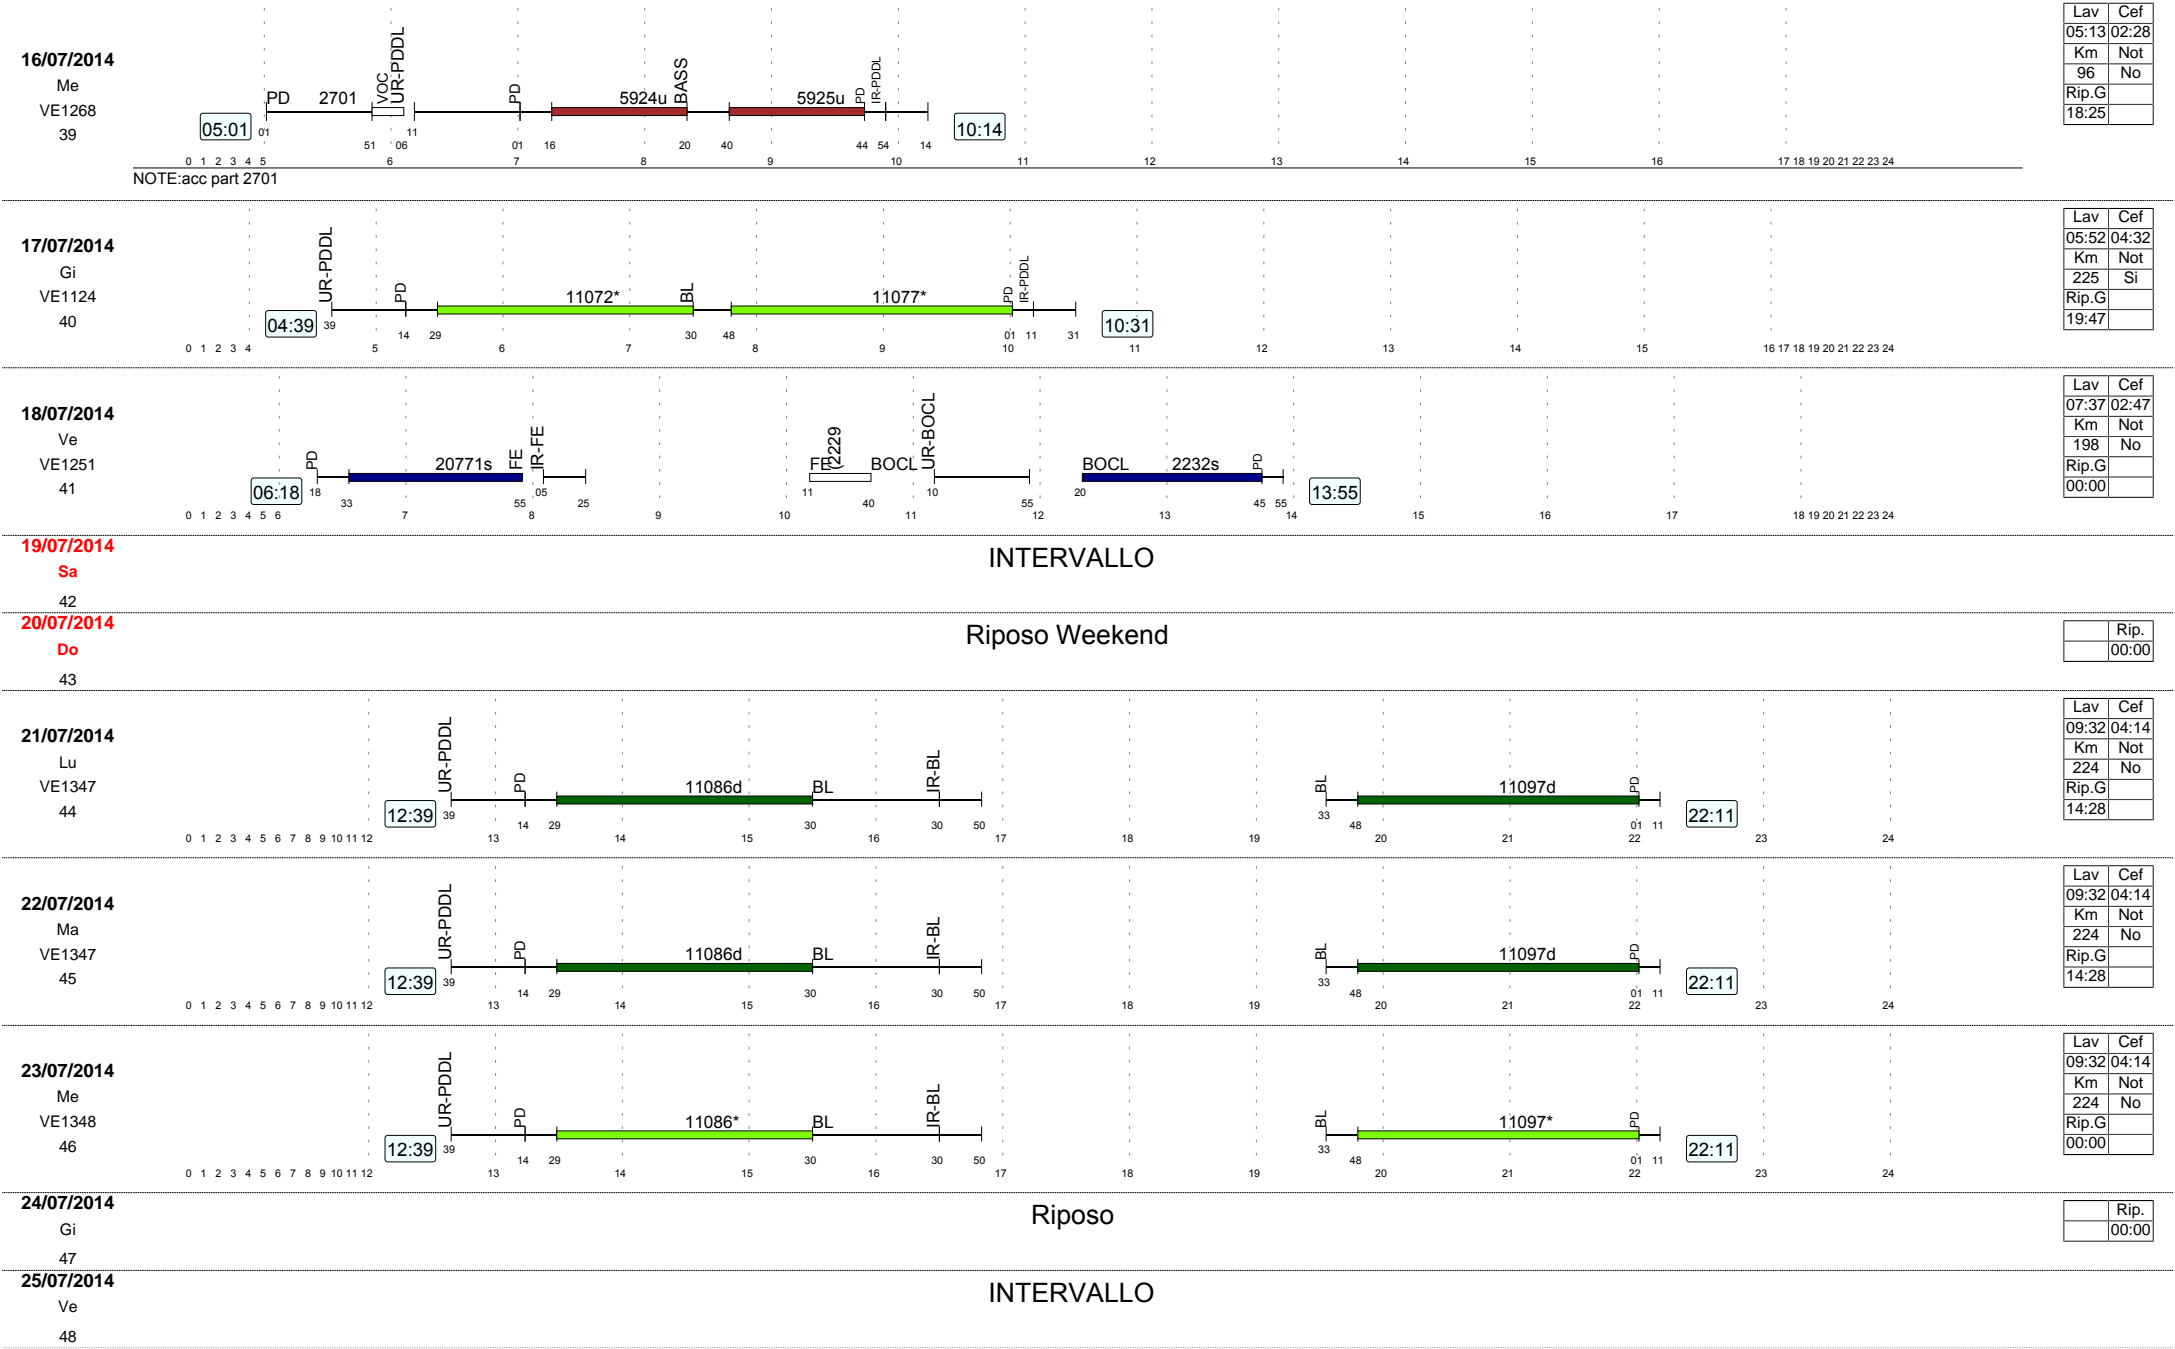 16/07/2014
Me
VE1268
39
05:01
PD 2701 VOC UR-PDDL PD 5924u BASS 5925u PD IR-PDDL
10:14
01 51 06 11 01 16 20 40 44 54 14
0 1 2 3 4 5 6 7 8 9 10 11 12 13 14 15 16 17 18 19 20 21 22 23 24
NOTE:acc part 2701
Lav Cef
05:13 02:28
Km Not
96 No
Rip.G
18:25
17/07/2014
Gi
VE1124
40
04:39
UR-PDDL PD 11072* BL 11077* PD IR-PDDL
10:31
39 14 29 30 48 01 11 31
0 1 2 3 4 5 6 7 8 9 10 11 12 13 14 15 16 17 18 19 20 21 22 23 24
Lav Cef
05:52 04:32
Km Not
225 Si
Rip.G
19:47
18/07/2014
Ve
VE1251
41
06:18
PD 20771s FE IR-FE FE (2229 BOCL UR-BOCL BOCL 2232s PD
13:55
18 33 55 05 25 11 40 10 55 20 45 55
0 1 2 3 4 5 6 7 8 9 10 11 12 13 14 15 16 17 18 19 20 21 22 23 24
Lav Cef
07:37 02:47
Km Not
198 No
Rip.G
00:00
19/07/2014
Sa
42
INTERVALLO
20/07/2014
Do
43
Riposo Weekend
Rip.
00:00
21/07/2014
Lu
VE1347
44
12:39
UR-PDDL PD 11086d BL IR-BL BL 11097d PD
22:11
39 14 29 30 30 50 33 48 01 11
0 1 2 3 4 5 6 7 8 9 10 11 12 13 14 15 16 17 18 19 20 21 22 23 24
Lav Cef
09:32 04:14
Km Not
224 No
Rip.G
14:28
22/07/2014
Ma
VE1347
45
12:39
UR-PDDL PD 11086d BL IR-BL BL 11097d PD
22:11
39 14 29 30 30 50 33 48 01 11
0 1 2 3 4 5 6 7 8 9 10 11 12 13 14 15 16 17 18 19 20 21 22 23 24
Lav Cef
09:32 04:14
Km Not
224 No
Rip.G
14:28
23/07/2014
Me
VE1348
46
12:39
UR-PDDL PD 11086* BL IR-BL BL 11097* PD
22:11
39 14 29 30 30 50 33 48 01 11
0 1 2 3 4 5 6 7 8 9 10 11 12 13 14 15 16 17 18 19 20 21 22 23 24
Lav Cef
09:32 04:14
Km Not
224 No
Rip.G
00:00
24/07/2014
Gi
47
Riposo
Rip.
00:00
25/07/2014
Ve
48
INTERVALLO